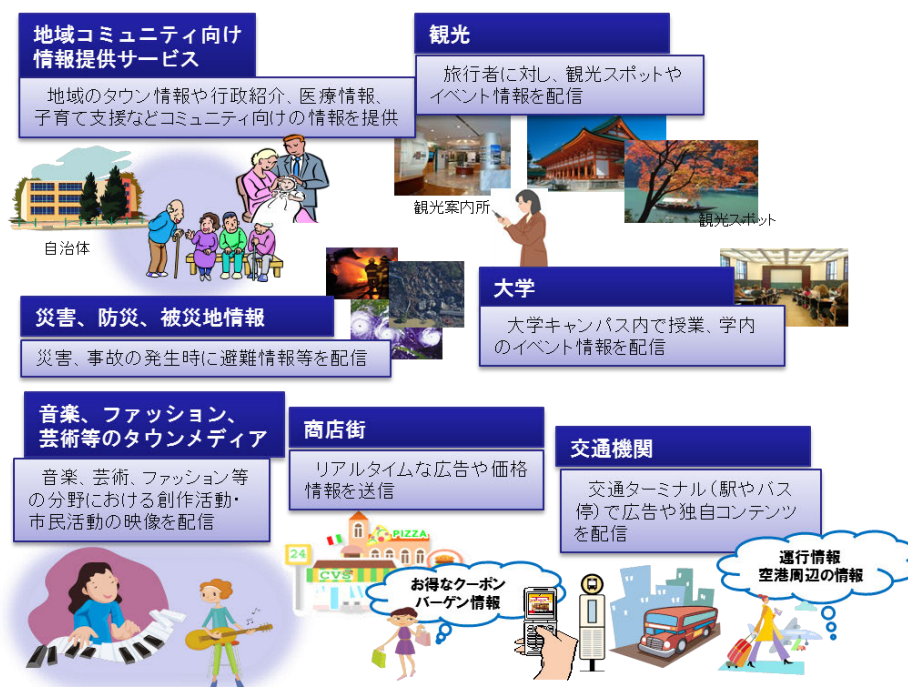 地域コミュニティ向け
情報提供サービス
地域のタウン情報や行政紹介、医療情報、
子育て支援などコミュニティ向けの情報を提供
自治体
観光
旅行者に対し、観光スポットや
イベント情報を配信
観光案内所
観光スポット
災害、防災、被災地情報
災害、事故の発生時に避難情報等を配信
大学
大学キャンパス内で授業、学内
のイベント情報を配信
音楽、ファッション、
芸術等のタウンメディア
音楽、芸術、ファッション等
の分野における創作活動・
市民活動の映像を配信
商店街
リアルタイムな広告や価格
情報を送信
24
CVS
PIZZA
お得なクーポン
バーゲン情報
交通機関
交通ターミナル(駅やバス
停)で広告や独自コンテンツ
を配信
運行情報
空港周辺の情報